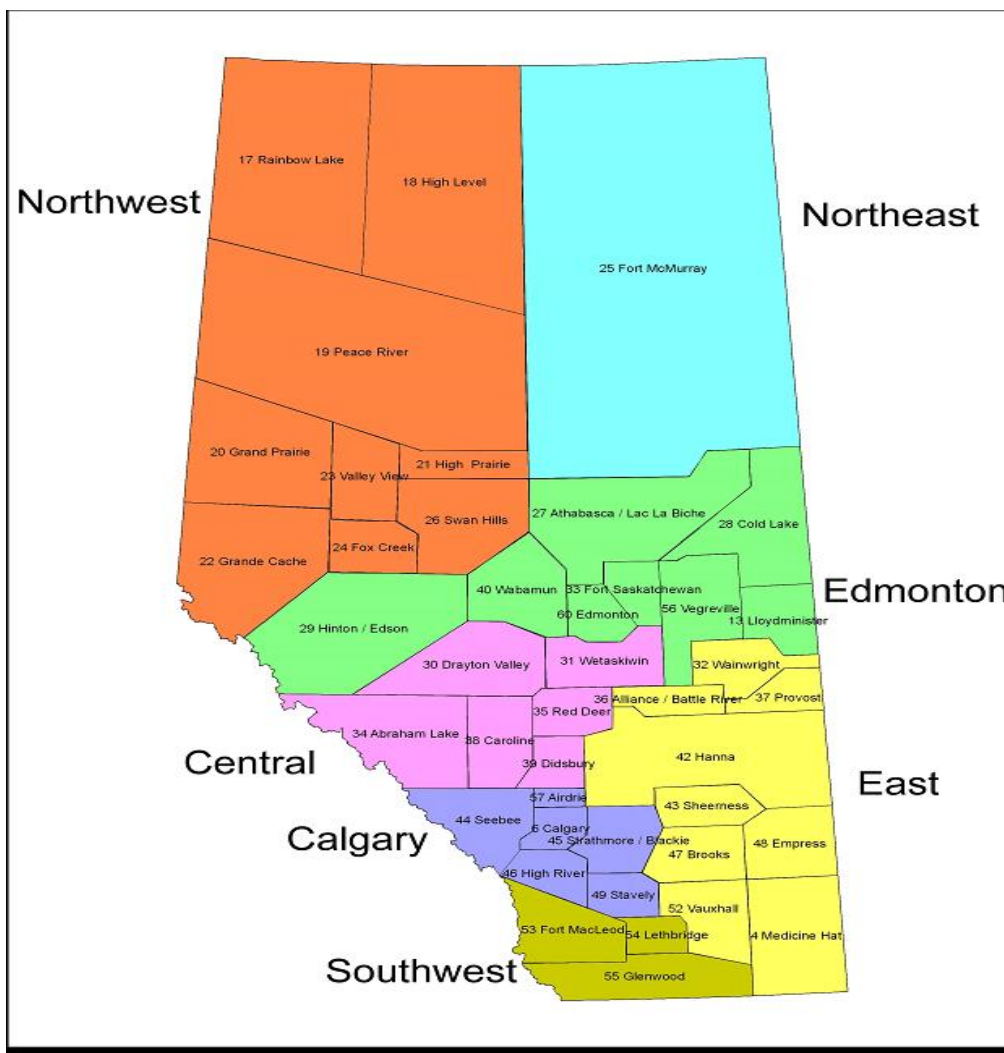 17 Rainbow Lake
18 High Level
Northwest
Northeast
25 Fort McMurray
19 Peace River
20 Grand Prairie
21 High Prairie
23 Valley View
26 Swan Hills
27 Athabasca / Lac La Biche
28 Cold Lake
24 Fox Creek
22 Grande Cache
40 Wabamun
33 Fort Saskatchewan
Edmonton
56 Vegreville
60 Edmonton
13 Lloydminister
29 Hinton / Edson
30 Drayton Valley
31 Wetaskiwin
32 Wainwright
36 Alliance / Battle River
37 Provost
35 Red Deer
34 Abraham Lake
38 Caroline
Central
39 Didsbury
42 Hanna
East
57 Airdrie
43 Sheerness
44 Seebee
Calgary
6 Calgary
45 Strathmore / Blackie
48 Empress
47 Brooks
46 High River
49 Stavely
52 Vauxhall
53 Fort MacLeod
54 Lethbridge
4 Medicine Hat
Southwest
55 Glenwood